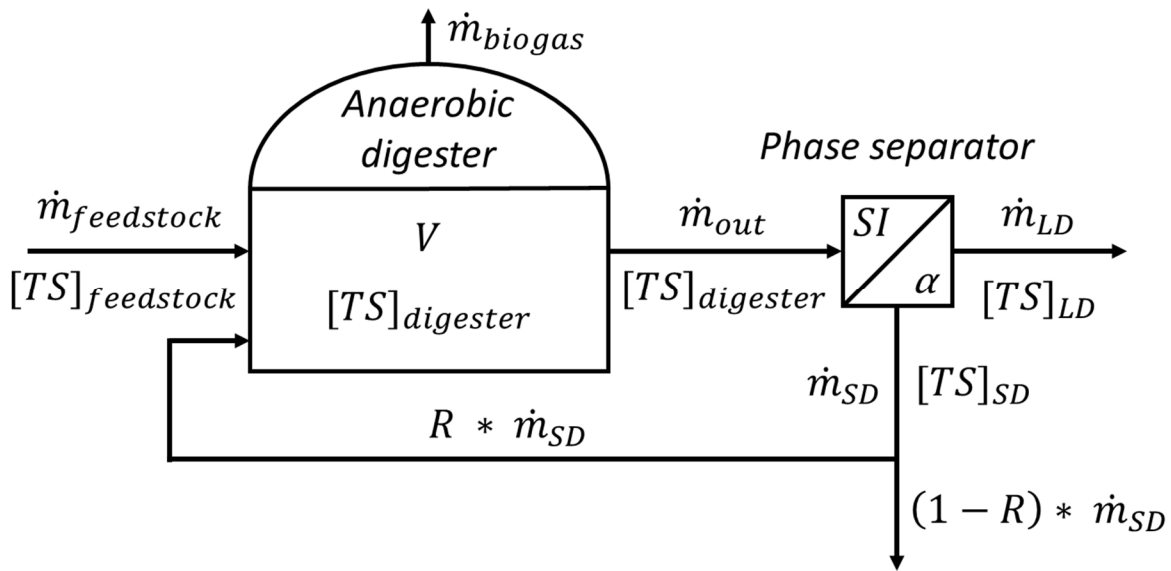 ṁ_biogas
Anaerobic
digester
Phase separator
ṁ_feedstock
[TS]_feedstock
V
[TS]_digester
ṁ_out
[TS]_digester
SI
α
ṁ_LD
[TS]_LD
ṁ_SD
[TS]_SD
R * ṁ_SD
(1 − R) * ṁ_SD